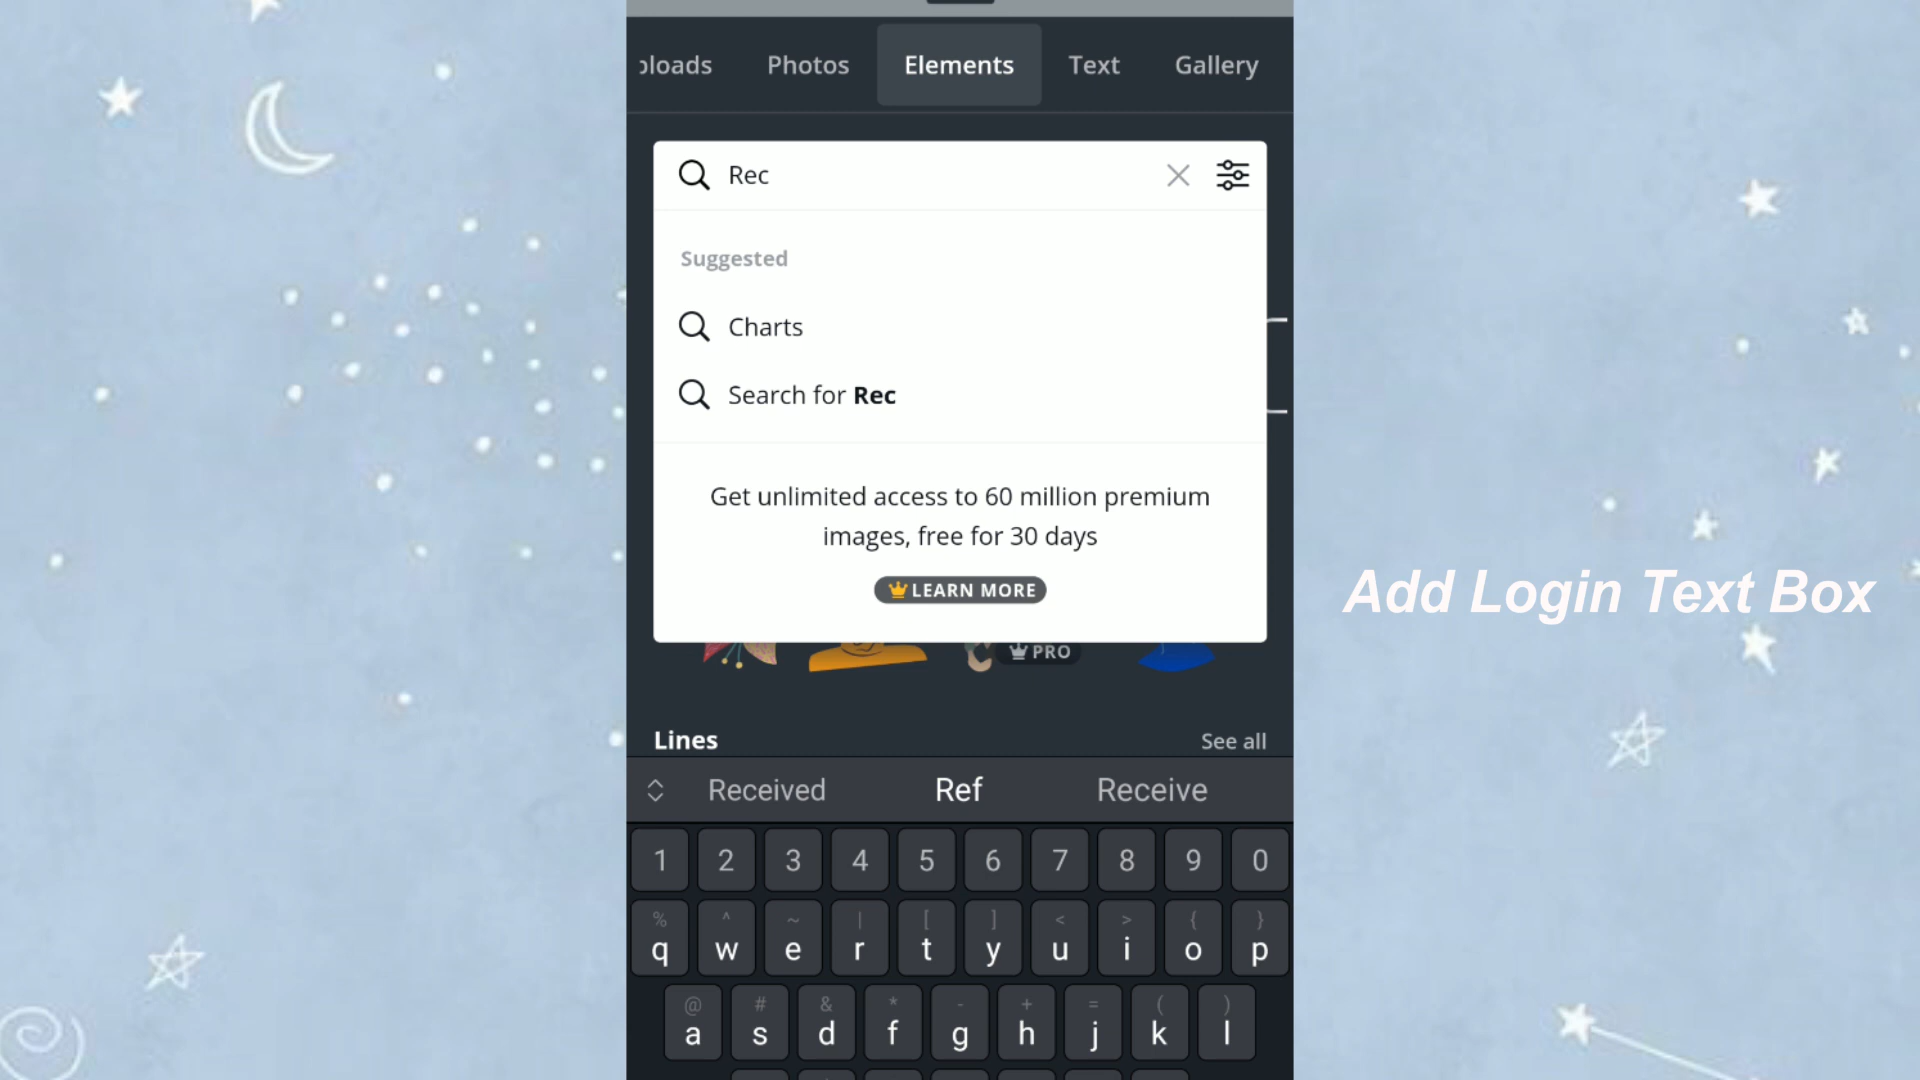 ploads Photos Elements Text Gallery
Rec
Suggested
Charts
Search for Rec
Get unlimited access to 60 million premium
images, free for 30 days
LEARN MORE
PRO
Add Login Text Box
Lines See all
Received Ref Receive
1 2 3 4 5 6 7 8 9 0
% ^ ~ | [ ] < > { }
q w e r t y u i o p
@ # & * - + = ( )
a s d f g h j k l